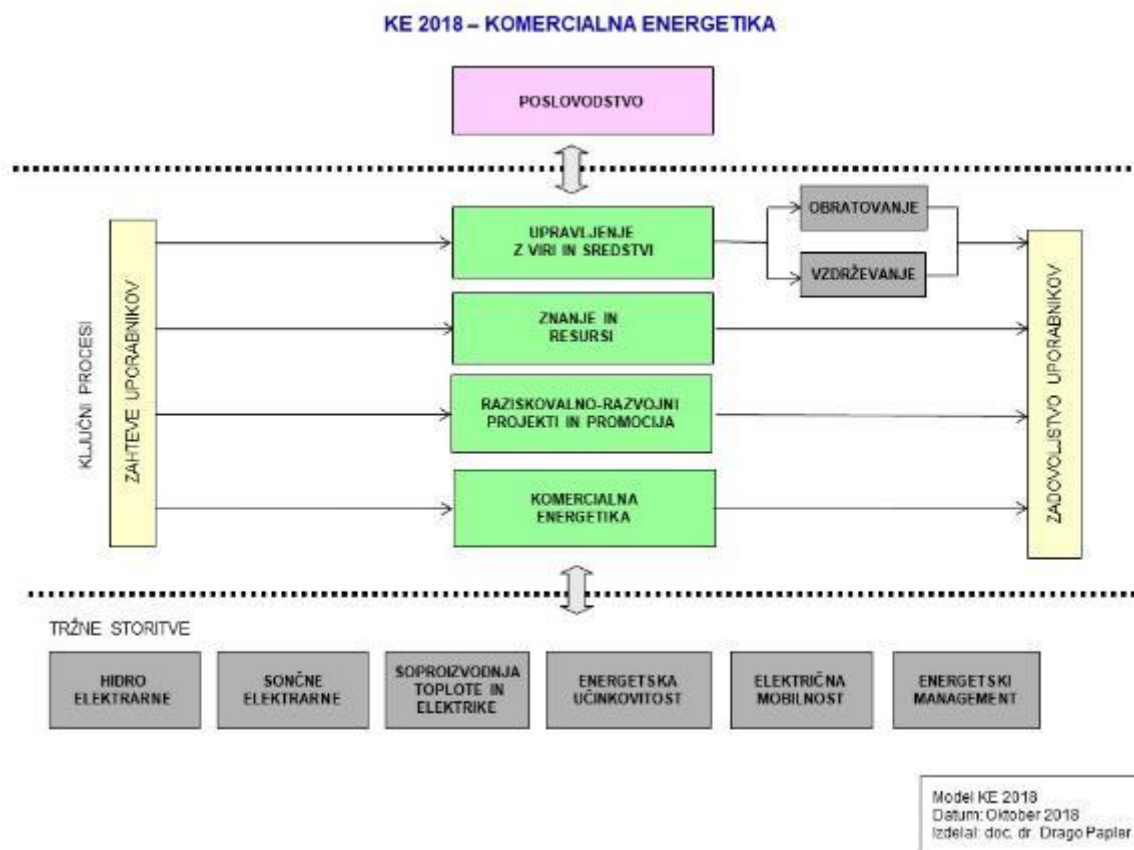 KE 2018 – KOMERCIALNA ENERGETIKA
POSLOVODSTVO
KLJUČNI PROCESI
ZAHTEVE UPORABNIKOV
UPRAVLJENJE
Z VIRI IN SREDSTVI
OBRATOVANJE
VZDRŽEVANJE
ZNANJE IN
RESURSI
RAZISKOVALNO-RAZVOJNI
PROJEKTI IN PROMOCIJA
KOMERCIALNA
ENERGETIKA
ZADOVOLJSTVO UPORABNIKOV
TRŽNE STORITVE
HIDRO
ELEKTRARNE
SONČNE
ELEKTRARNE
SOPROIZVODNJA
TOPLOTE IN
ELEKTRIKE
ENERGETSKA
UČINKOVITOST
ELEKTRIČNA
MOBILNOST
ENERGETSKI
MANAGEMENT
Model KE 2018
Datum: Oktober 2018
Izdelal: doc. dr. Drago Papler